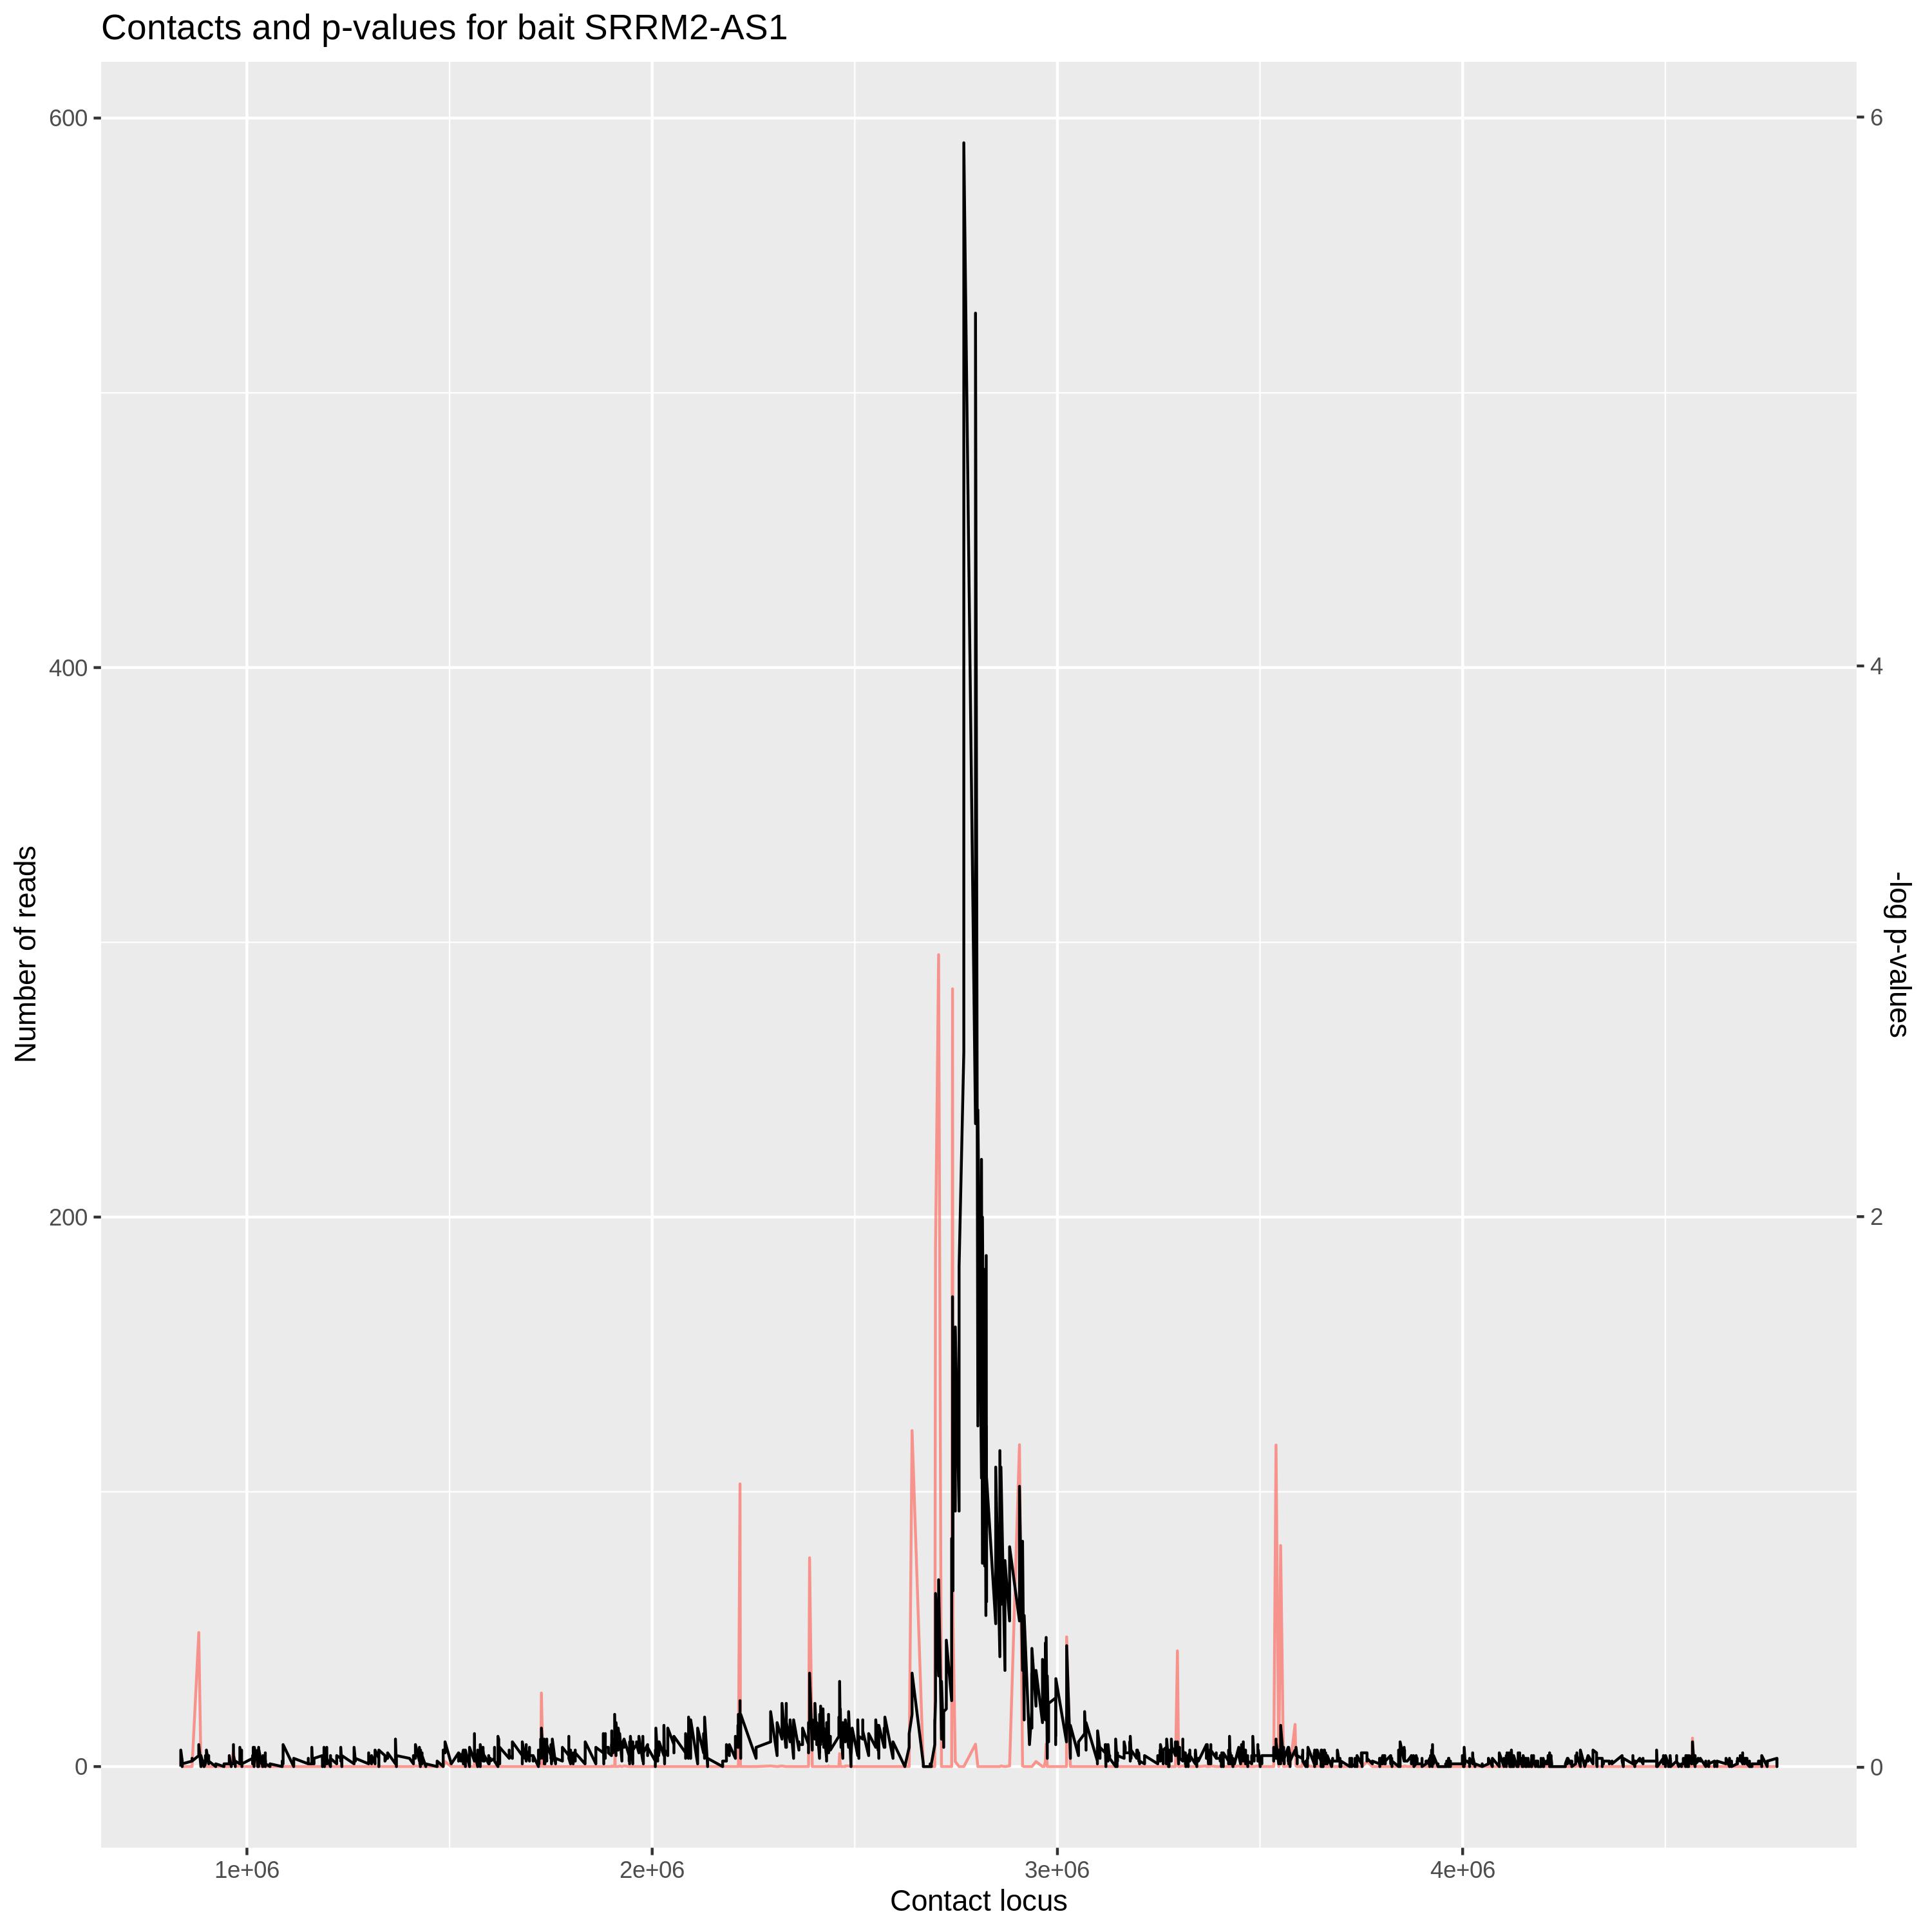 Contacts and p-values for bait SRRM2-AS1
600
400
200
0
Number of reads
6
4
2
0
-log p-values
1e+06
2e+06
3e+06
4e+06
Contact locus